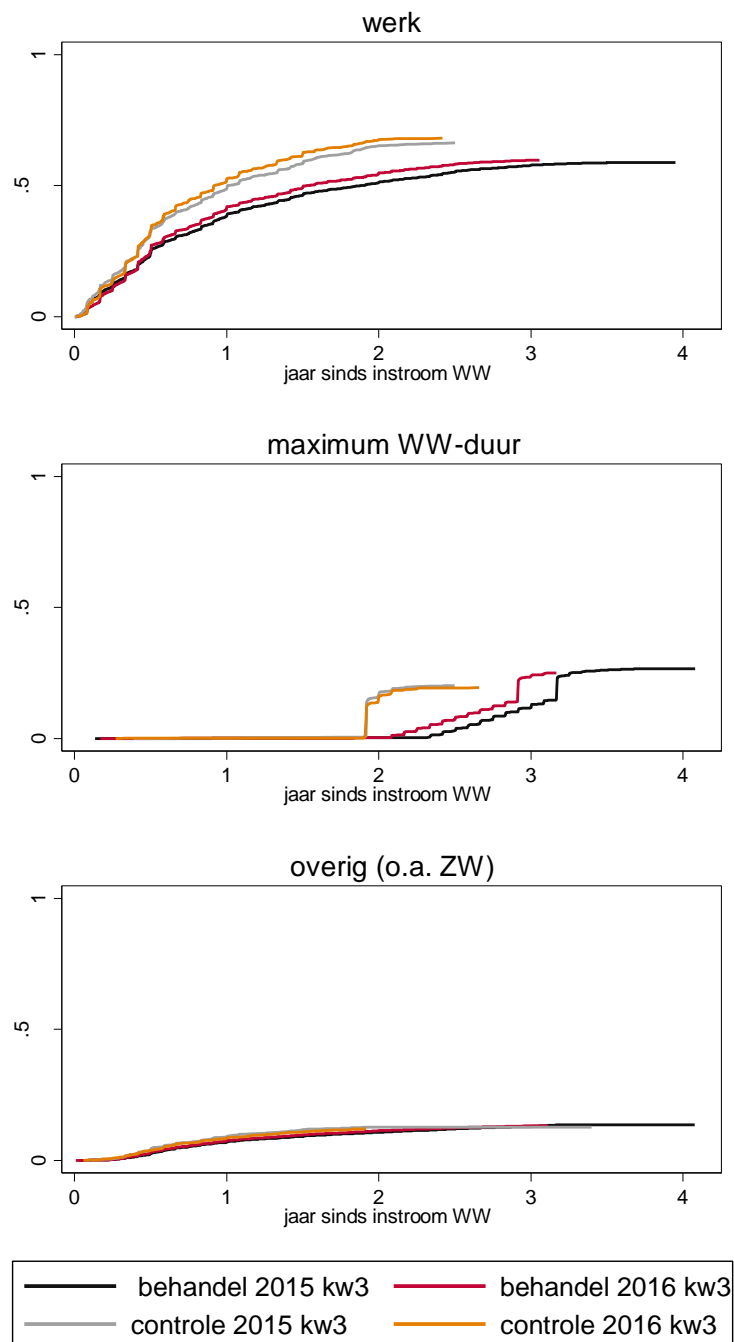 werk
1
.5
0
0 1 2 3 4
jaar sinds instroom WW
maximum WW-duur
1
.5
0
0 1 2 3 4
jaar sinds instroom WW
overig (o.a. ZW)
1
.5
0
0 1 2 3 4
jaar sinds instroom WW
behandel 2015 kw3 behandel 2016 kw3
controle 2015 kw3 controle 2016 kw3